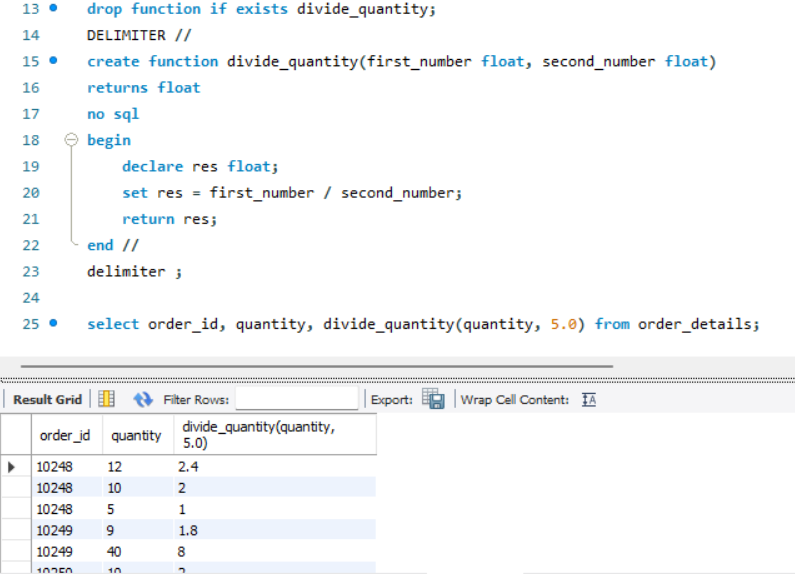 13 drop function if exists divide_quantity;
14 DELIMITER //
15 create function divide_quantity(first_number float, second_number float)
16 returns float
17 no sql
18 begin
19 declare res float;
20 set res = first_number / second_number;
21 return res;
22 end //
23 delimiter ;
24
25 select order_id, quantity, divide_quantity(quantity, 5.0) from order_details;
Result Grid Filter Rows: Export: Wrap Cell Content: IA
order_id quantity divide_quantity(quantity,
5.0)
10248 12 2.4
10248 10 2
10248 5 1
10249 9 1.8
10249 40 8
10250 10 2